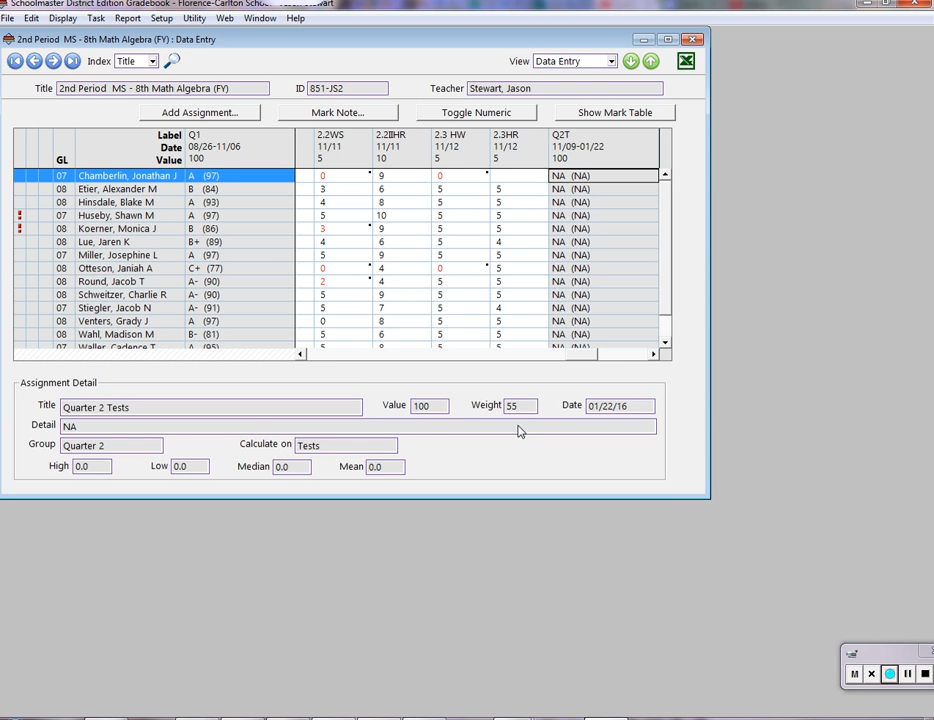 Schoolmaster District Edition Gradebook - Florence-Carlton Schoo
File Edit Display Task Report Setup Utility Web Window Help
2nd Period MS - 8th Math Algebra (FY) : Data Entry
Index Title View Data Entry
Title 2nd Period MS - 8th Math Algebra (FY) ID 851-JS2 Teacher Stewart, Jason
Add Assignment... Mark Note... Toggle Numeric Show Mark Table
Label Q1 2.2WS 2.2IIHR 2.3 HW 2.3HR Q2T
Date 08/26-11/06 11/11 11/11 11/12 11/12 11/09-01/22
GL Value 100 5 10 5 5 100
07 Chamberlin, Jonathan J A (97) 0 9 0 NA (NA)
08 Etier, Alexander M B (84) 3 6 5 5 NA (NA)
08 Hinsdale, Blake M A (93) 4 8 5 5 NA (NA)
07 Huseby, Shawn M A (97) 5 10 5 5 NA (NA)
08 Koerner, Monica J B (86) 3 9 5 5 NA (NA)
08 Lue, Jaren K B+ (89) 4 6 5 4 NA (NA)
07 Miller, Josephine L A (97) 5 9 5 5 NA (NA)
08 Otteson, Janiah A C+ (77) 0 4 0 5 NA (NA)
08 Round, Jacob T A- (90) 2 4 5 5 NA (NA)
08 Schweitzer, Charlie R A- (90) 5 9 5 5 NA (NA)
07 Stiegler, Jacob N A- (91) 5 7 5 4 NA (NA)
08 Venters, Grady J A (97) 0 8 5 5 NA (NA)
08 Wahl, Madison M B- (81) 5 6 5 5 NA (NA)
07 Waller, Cadence T A (95) 5 8 5 5 NA (NA)
Assignment Detail
Title Quarter 2 Tests Value 100 Weight 55 Date 01/22/16
Detail NA
Group Quarter 2 Calculate on Tests
High 0.0 Low 0.0 Median 0.0 Mean 0.0
M